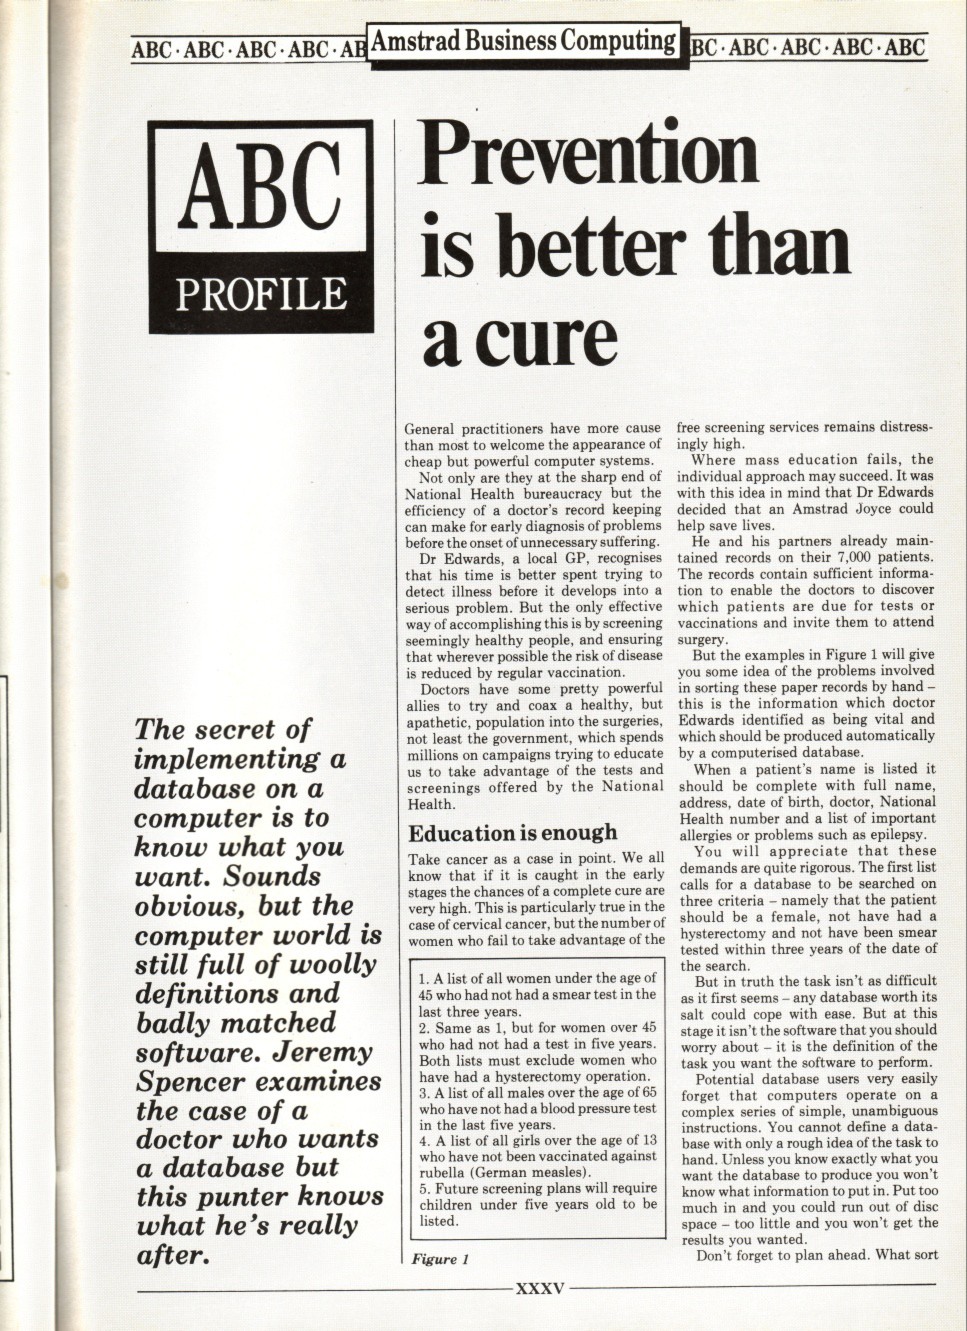 ABC · ABC · ABC · ABC · AB
Amstrad Business Computing
BC · ABC · ABC · ABC · ABC
ABC
PROFILE
Prevention
is better than
a cure
The secret of
implementing a
database on a
computer is to
know what you
want. Sounds
obvious, but the
computer world is
still full of woolly
definitions and
badly matched
software. Jeremy
Spencer examines
the case of a
doctor who wants
a database but
this punter knows
what he's really
after.
General practitioners have more cause
than most to welcome the appearance of
cheap but powerful computer systems.
Not only are they at the sharp end of
National Health bureaucracy but the
efficiency of a doctor's record keeping
can make for early diagnosis of problems
before the onset of unnecessary suffering.
Dr Edwards, a local GP, recognises
that his time is better spent trying to
detect illness before it develops into a
serious problem. But the only effective
way of accomplishing this is by screening
seemingly healthy people, and ensuring
that wherever possible the risk of disease
is reduced by regular vaccination.
Doctors have some pretty powerful
allies to try and coax a healthy, but
apathetic, population into the surgeries,
not least the government, which spends
millions on campaigns trying to educate
us to take advantage of the tests and
screenings offered by the National
Health.
Education is enough
Take cancer as a case in point. We all
know that if it is caught in the early
stages the chances of a complete cure are
very high. This is particularly true in the
case of cervical cancer, but the number of
women who fail to take advantage of the
1. A list of all women under the age of
45 who had not had a smear test in the
last three years.
2. Same as 1, but for women over 45
who had not had a test in five years.
Both lists must exclude women who
have had a hysterectomy operation.
3. A list of all males over the age of 65
who have not had a blood pressure test
in the last five years.
4. A list of all girls over the age of 13
who have not been vaccinated against
rubella (German measles).
5. Future screening plans will require
children under five years old to be
listed.
Figure 1
free screening services remains distress-
ingly high.
Where mass education fails, the
individual approach may succeed. It was
with this idea in mind that Dr Edwards
decided that an Amstrad Joyce could
help save lives.
He and his partners already main-
tained records on their 7,000 patients.
The records contain sufficient informa-
tion to enable the doctors to discover
which patients are due for tests or
vaccinations and invite them to attend
surgery.
But the examples in Figure 1 will give
you some idea of the problems involved
in sorting these paper records by hand –
this is the information which doctor
Edwards identified as being vital and
which should be produced automatically
by a computerised database.
When a patient's name is listed it
should be complete with full name,
address, date of birth, doctor, National
Health number and a list of important
allergies or problems such as epilepsy.
You will appreciate that these
demands are quite rigorous. The first list
calls for a database to be searched on
three criteria – namely that the patient
should be a female, not have had a
hysterectomy and not have been smear
tested within three years of the date of
the search.
But in truth the task isn't as difficult
as it first seems – any database worth its
salt could cope with ease. But at this
stage it isn't the software that you should
worry about – it is the definition of the
task you want the software to perform.
Potential database users very easily
forget that computers operate on a
complex series of simple, unambiguous
instructions. You cannot define a data-
base with only a rough idea of the task to
hand. Unless you know exactly what you
want the database to produce you won't
know what information to put in. Put too
much in and you could run out of disc
space – too little and you won't get the
results you wanted.
Don't forget to plan ahead. What sort
XXXV